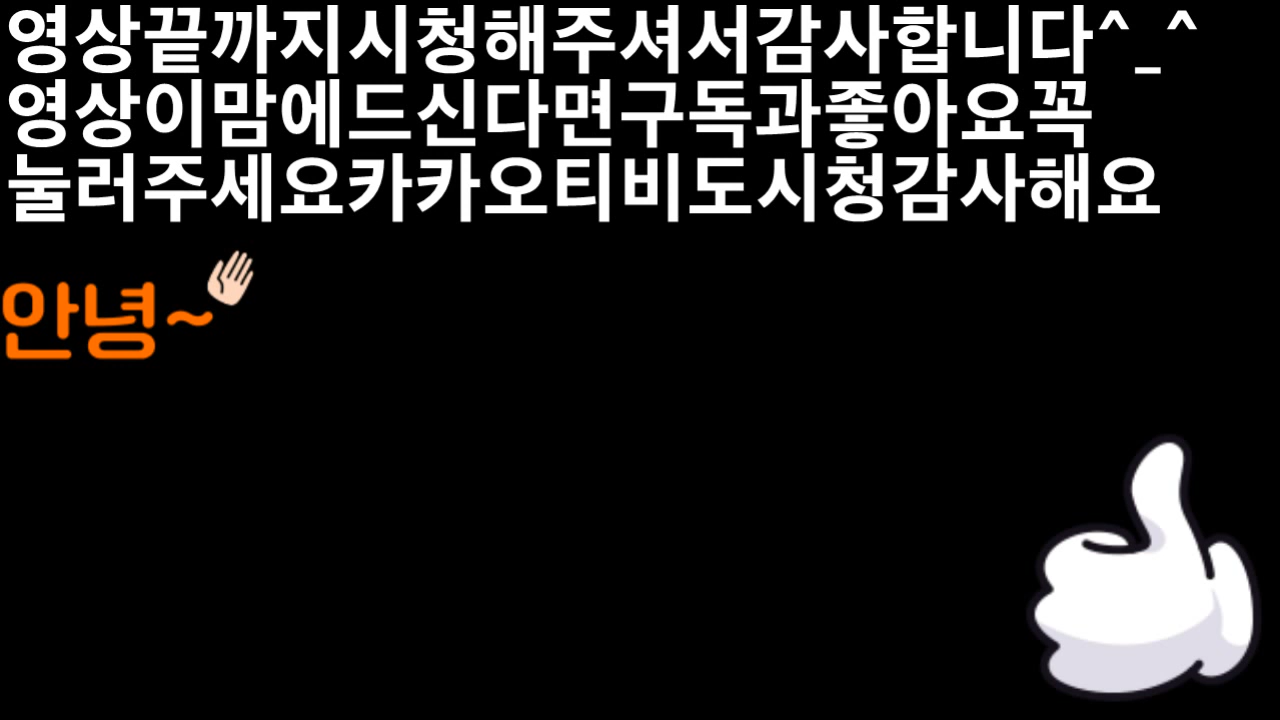 영상끝까지시청해주셔서감사합니다^_^
영상이맘에드신다면구독과좋아요꼭
눌러주세요카카오티비도시청감사해요
안녕~